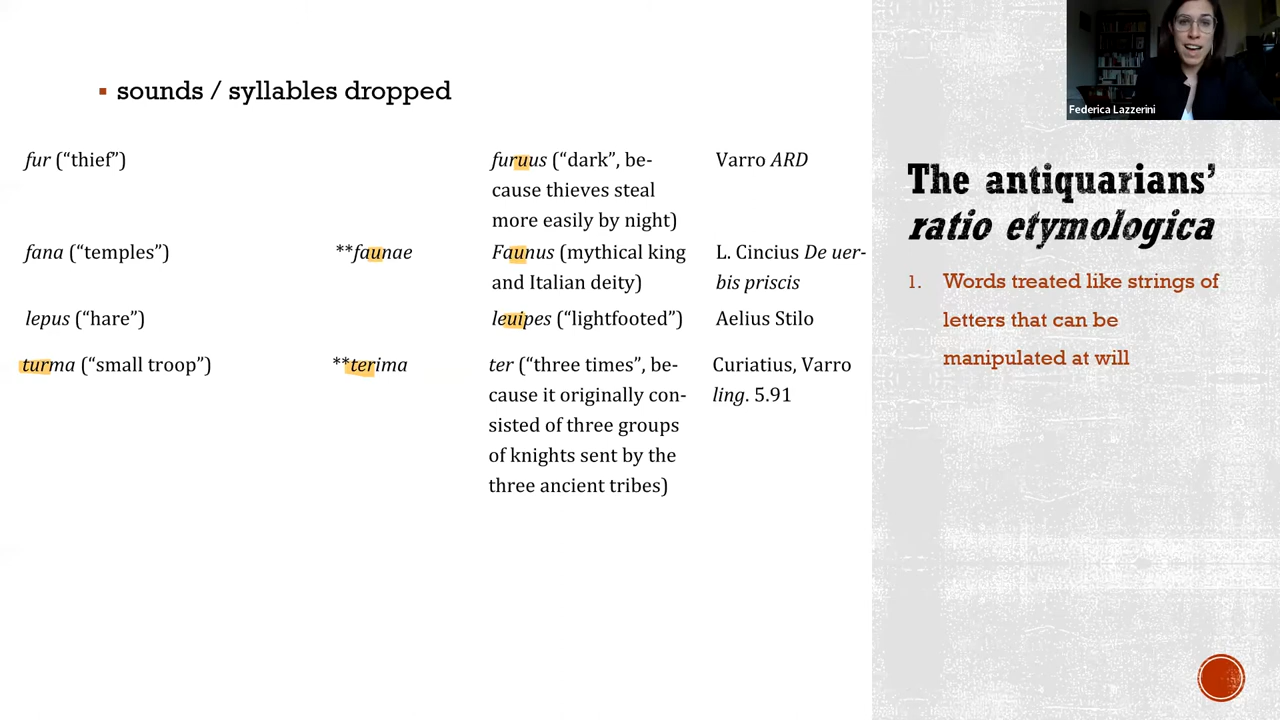 ▪ sounds / syllables dropped
fur (“thief”) furuus (“dark”, be- Varro ARD
cause thieves steal
more easily by night)
fana (“temples”) **faunae Faunus (mythical king L. Cincius De uer-
and Italian deity) bis priscis
lepus (“hare”) leuipes (“lightfooted”) Aelius Stilo
turma (“small troop”) **terima ter (“three times”, be- Curiatius, Varro
cause it originally con- ling. 5.91
sisted of three groups
of knights sent by the
three ancient tribes)
Federica Lazzerini
The antiquarians’
ratio etymologica
1. Words treated like strings of
letters that can be
manipulated at will